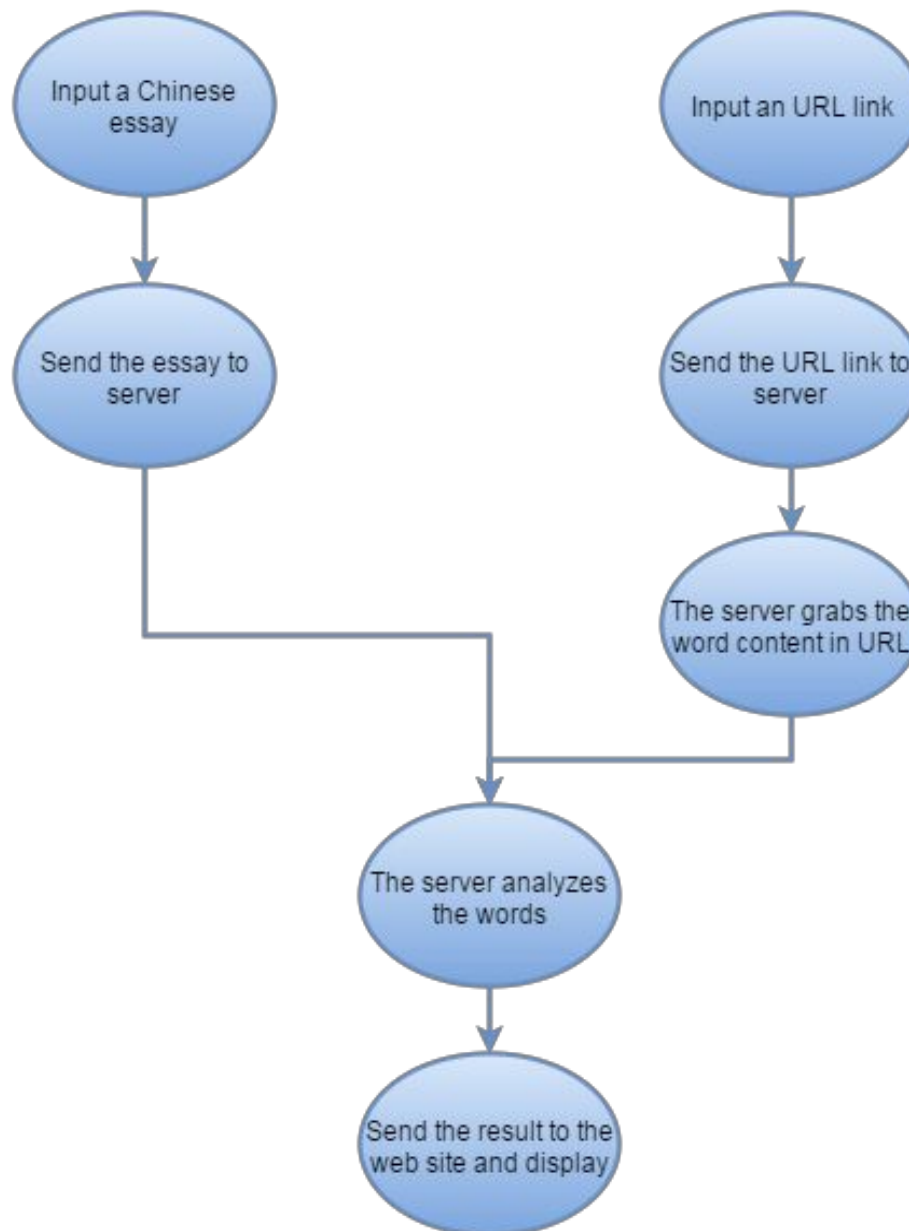 Input a Chinese
essay
Input an URL link
Send the essay to
server
Send the URL link to
server
The server grabs the
word content in URL
The server analyzes
the words
Send the result to the
web site and display